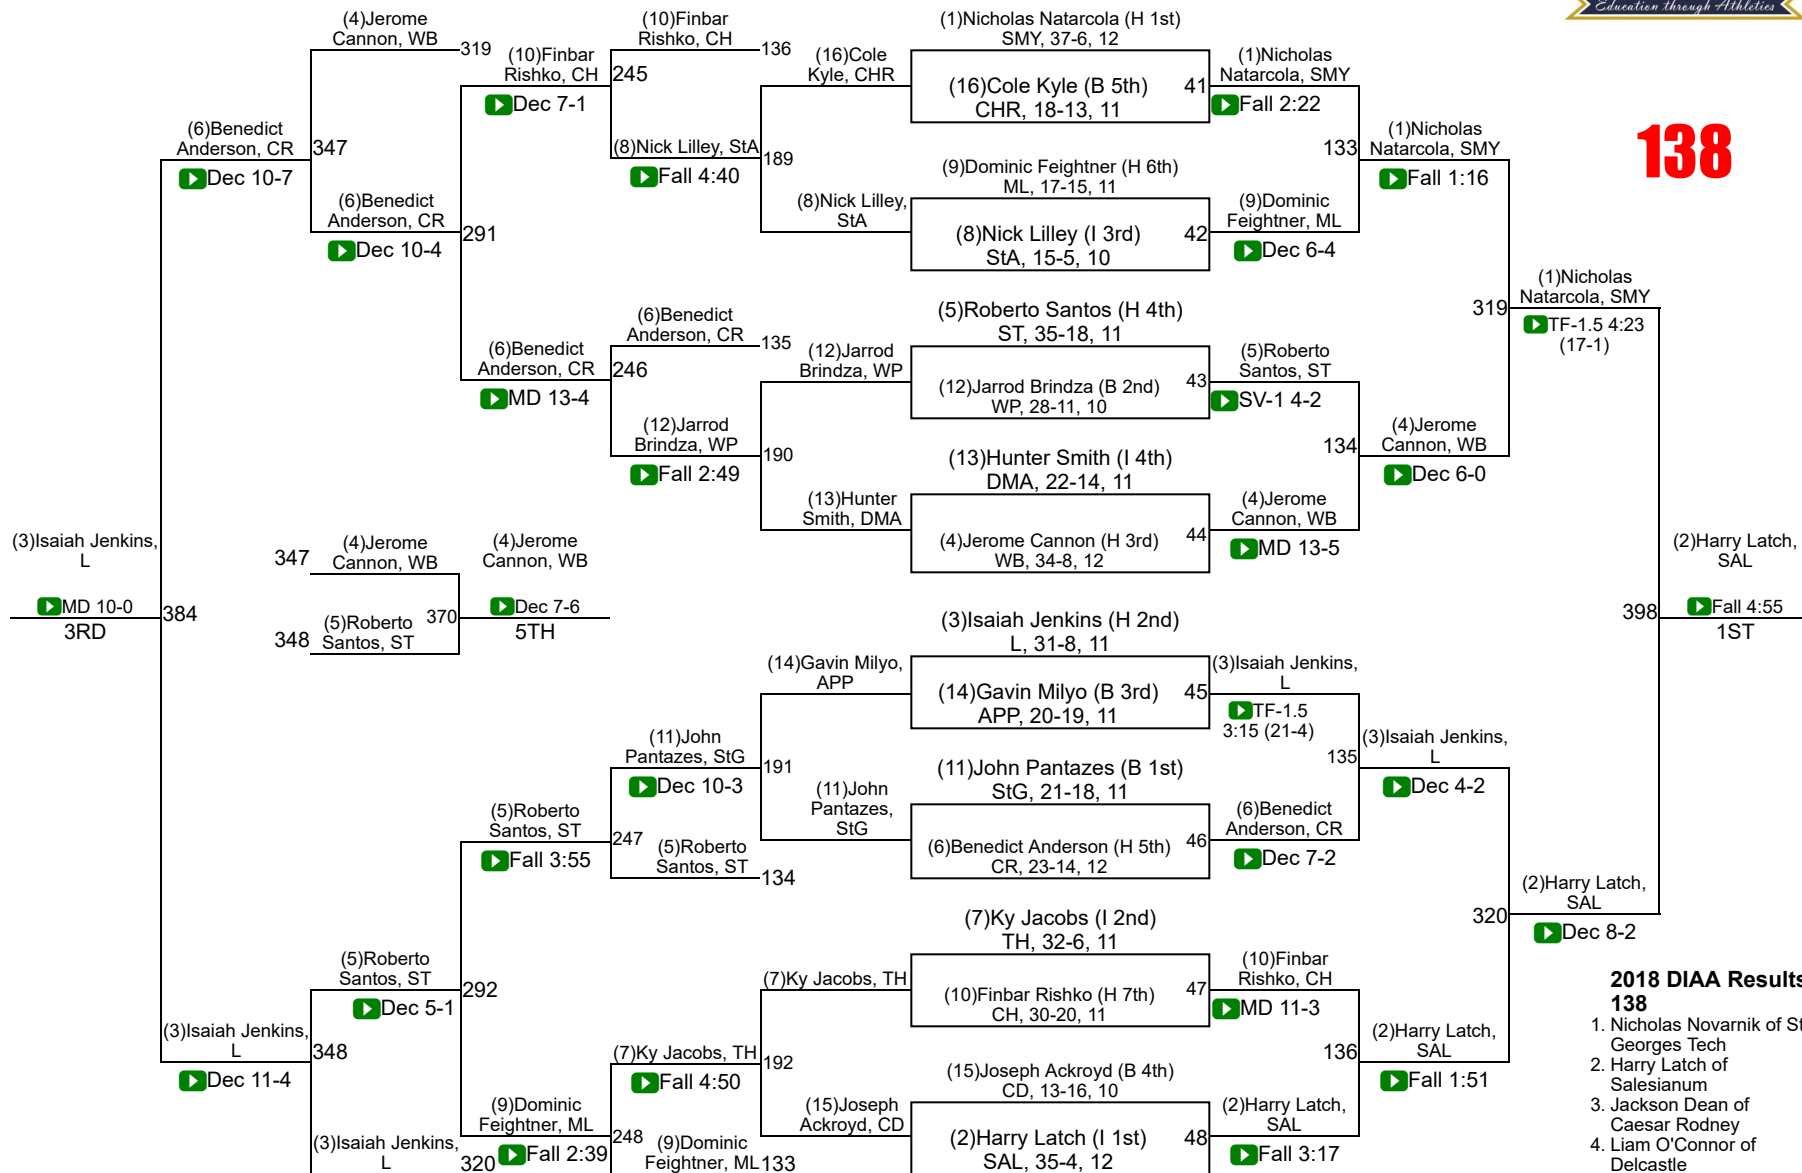 Education through Athletics
138
(4)Jerome
Cannon, WB
319
(10)Finbar
Rishko, CH
Dec 7-1
245
(10)Finbar
Rishko, CH
136
(8)Nick Lilley, StA
Fall 4:40
189
(16)Cole
Kyle, CHR
(8)Nick Lilley,
StA
(6)Benedict
Anderson, CR
Dec 10-7
347
(6)Benedict
Anderson, CR
Dec 10-4
291
(6)Benedict
Anderson, CR
MD 13-4
246
(6)Benedict
Anderson, CR
135
(12)Jarrod
Brindza, WP
Fall 2:49
190
(12)Jarrod
Brindza, WP
(13)Hunter
Smith, DMA
(3)Isaiah Jenkins,
L
MD 10-0
3RD
384
347
(4)Jerome
Cannon, WB
348
(5)Roberto
Santos, ST
370
(4)Jerome
Cannon, WB
Dec 7-6
5TH
(14)Gavin Milyo,
APP
(11)John
Pantazes, StG
Dec 10-3
191
(11)John
Pantazes,
StG
(5)Roberto
Santos, ST
Fall 3:55
247
(5)Roberto
Santos, ST
134
(5)Roberto
Santos, ST
Dec 5-1
292
(3)Isaiah Jenkins,
L
Dec 11-4
348
(7)Ky Jacobs, TH
(7)Ky Jacobs, TH
Fall 4:50
192
(15)Joseph
Ackroyd, CD
(9)Dominic
Feightner, ML
Fall 2:39
248
(9)Dominic
Feightner, ML
133
(3)Isaiah Jenkins,
L
320
(1)Nicholas Natarcola (H 1st)
SMY, 37-6, 12
(16)Cole Kyle (B 5th)
CHR, 18-13, 11
41
(9)Dominic Feightner (H 6th)
ML, 17-15, 11
(8)Nick Lilley (I 3rd)
StA, 15-5, 10
42
(5)Roberto Santos (H 4th)
ST, 35-18, 11
(12)Jarrod Brindza (B 2nd)
WP, 28-11, 10
43
(13)Hunter Smith (I 4th)
DMA, 22-14, 11
(4)Jerome Cannon (H 3rd)
WB, 34-8, 12
44
(3)Isaiah Jenkins (H 2nd)
L, 31-8, 11
(14)Gavin Milyo (B 3rd)
APP, 20-19, 11
45
(11)John Pantazes (B 1st)
StG, 21-18, 11
(6)Benedict Anderson (H 5th)
CR, 23-14, 12
46
(7)Ky Jacobs (I 2nd)
TH, 32-6, 11
(10)Finbar Rishko (H 7th)
CH, 30-20, 11
47
(15)Joseph Ackroyd (B 4th)
CD, 13-16, 10
(2)Harry Latch (I 1st)
SAL, 35-4, 12
48
(1)Nicholas
Natarcola, SMY
Fall 2:22
133
(9)Dominic
Feightner, ML
Dec 6-4
(1)Nicholas
Natarcola, SMY
Fall 1:16
(5)Roberto
Santos, ST
SV-1 4-2
134
(4)Jerome
Cannon, WB
MD 13-5
(4)Jerome
Cannon, WB
Dec 6-0
319
(1)Nicholas
Natarcola, SMY
TF-1.5 4:23
(17-1)
(3)Isaiah Jenkins,
L
TF-1.5
3:15 (21-4)
135
(6)Benedict
Anderson, CR
Dec 7-2
(3)Isaiah Jenkins,
L
Dec 4-2
(10)Finbar
Rishko, CH
MD 11-3
136
(2)Harry Latch,
SAL
Fall 3:17
(2)Harry Latch,
SAL
Fall 1:51
320
(2)Harry Latch,
SAL
Dec 8-2
398
(2)Harry Latch,
SAL
Fall 4:55
1ST
2018 DIAA Results
138
1. Nicholas Novarnik of St
Georges Tech
2. Harry Latch of
Salesianum
3. Jackson Dean of
Caesar Rodney
4. Liam O'Connor of
Delcastle